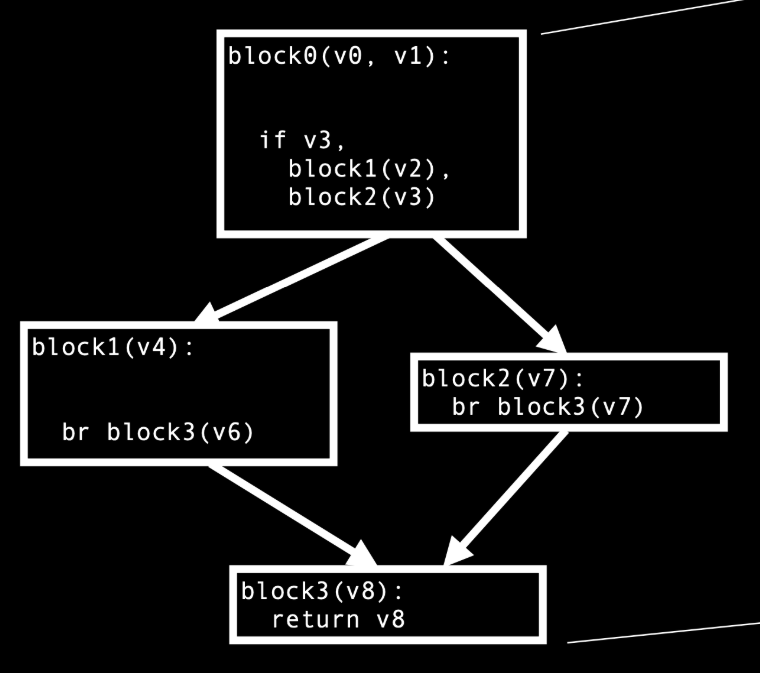 block0(v0, v1):
if v3,
block1(v2),
block2(v3)
block1(v4):
br block3(v6)
block2(v7):
br block3(v7)
block3(v8):
return v8